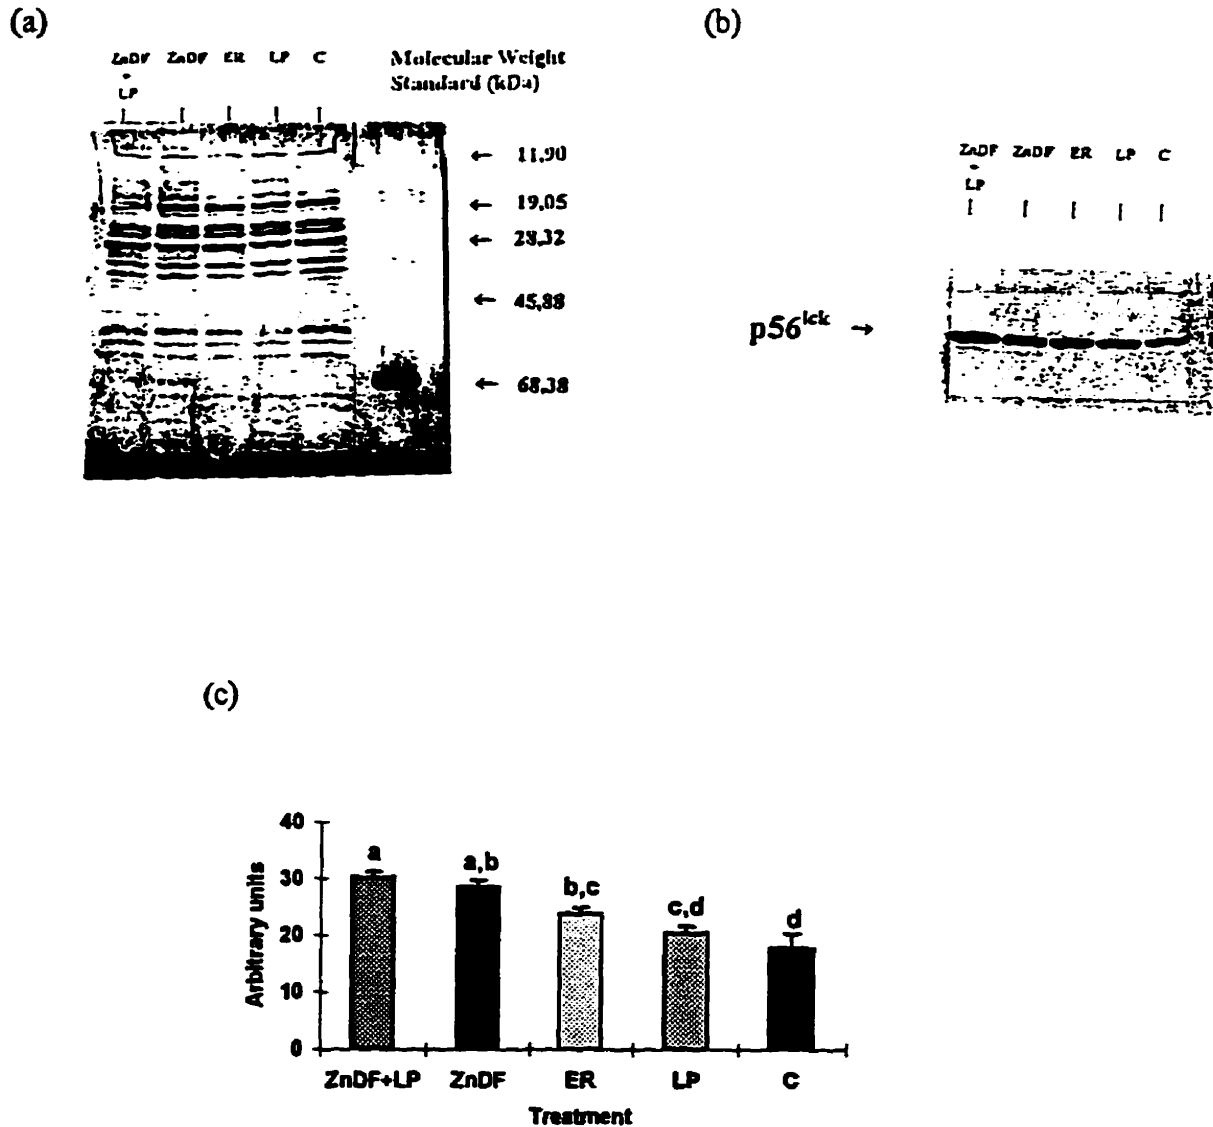 (a)
ZnDF ZnDF ER LP C
+
LP
Molecular Weight
Standard (kDa)
← 11,90
← 19,05
← 28,32
← 45,88
← 68,38
(b)
ZnDF ZnDF ER LP C
+
LP
p56lck →
(c)
40
30
20
10
0
Arbitrary units
a
a,b
b,c
c,d
d
ZnDF+LP ZnDF ER LP C
Treatment